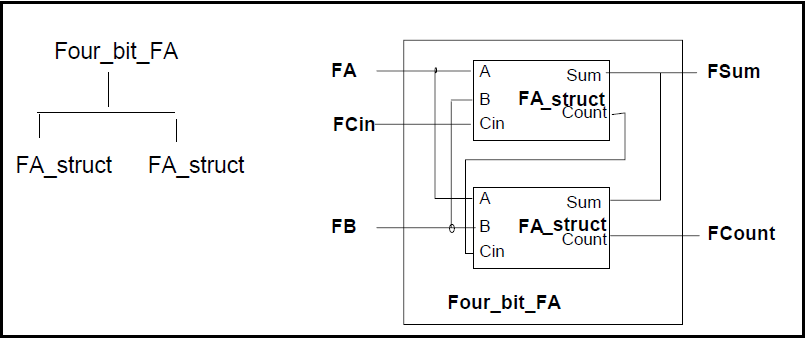 Four_bit_FA
FA_struct FA_struct
FA
FCin
FB
A
B
Cin
Sum
FA_struct
Count
A
B
Cin
Sum
FA_struct
Count
FSum
FCount
Four_bit_FA